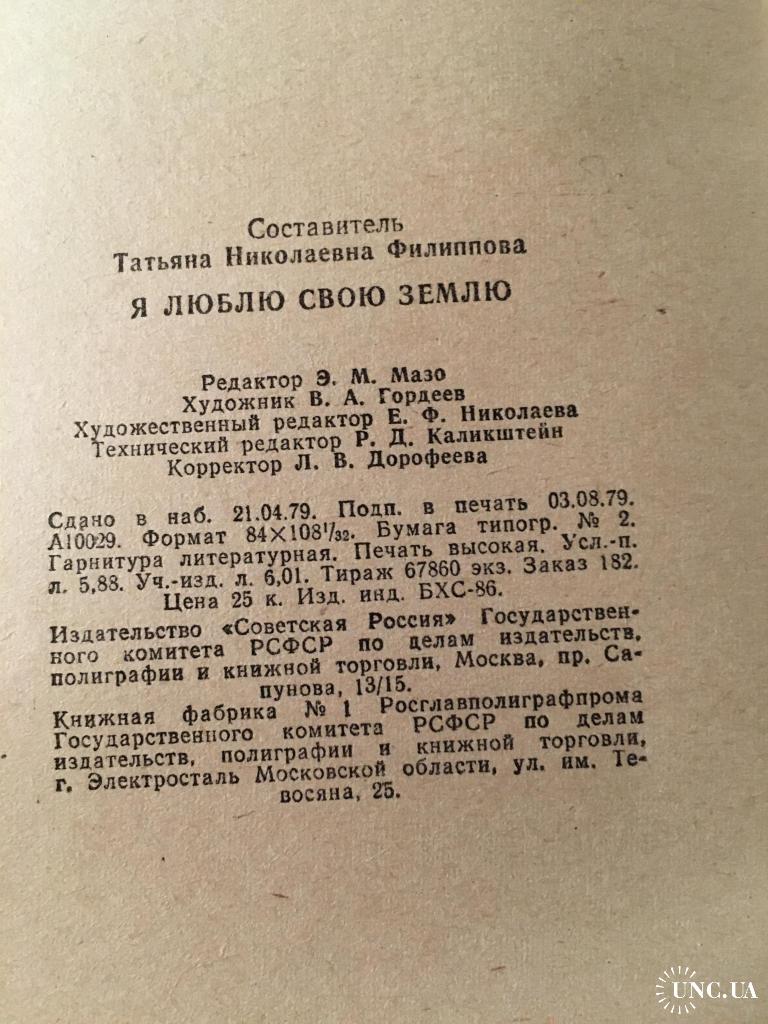 Составитель
Татьяна Николаевна Филиппова
Я ЛЮБЛЮ СВОЮ ЗЕМЛЮ
Редактор Э. М. Мазо
Художник В. А. Гордеев
Художественный редактор Е. Ф. Николаева
Технический редактор Р. Д. Каликштейн
Корректор Л. В. Дорофеева
Сдано в наб. 21.04.79. Подп. в печать 03.08.79.
А10029. Формат 84×108¹/₃₂. Бумага типогр. № 2.
Гарнитура литературная. Печать высокая. Усл.-п.
л. 5,88. Уч.-изд. л. 6,01. Тираж 67860 экз. Заказ 182.
Цена 25 к. Изд. инд. БХС-86.
Издательство «Советская Россия» Государствен-
ного комитета РСФСР по делам издательств,
полиграфии и книжной торговли, Москва, пр. Са-
пунова, 13/15.
Книжная фабрика № 1 Росглавполиграфпрома
Государственного комитета РСФСР по делам
издательств, полиграфии и книжной торговли,
г. Электросталь Московской области, ул. им. Те-
восяна, 25.
UNC.UA